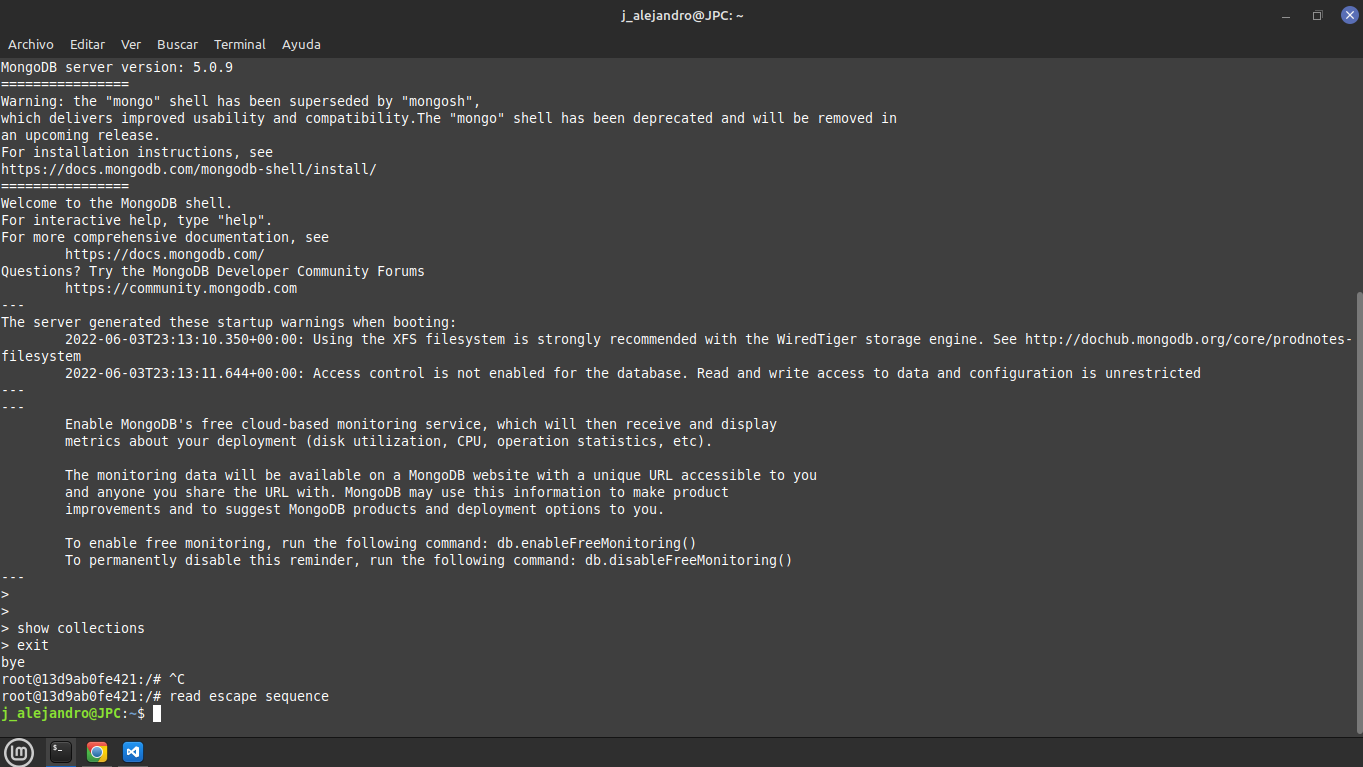 j_alejandro@JPC: ~
Archivo Editar Ver Buscar Terminal Ayuda
MongoDB server version: 5.0.9
================
Warning: the "mongo" shell has been superseded by "mongosh",
which delivers improved usability and compatibility.The "mongo" shell has been deprecated and will be removed in
an upcoming release.
For installation instructions, see
https://docs.mongodb.com/mongodb-shell/install/
================
Welcome to the MongoDB shell.
For interactive help, type "help".
For more comprehensive documentation, see
https://docs.mongodb.com/
Questions? Try the MongoDB Developer Community Forums
https://community.mongodb.com
---
The server generated these startup warnings when booting:
2022-06-03T23:13:10.350+00:00: Using the XFS filesystem is strongly recommended with the WiredTiger storage engine. See http://dochub.mongodb.org/core/prodnotes-
filesystem
2022-06-03T23:13:11.644+00:00: Access control is not enabled for the database. Read and write access to data and configuration is unrestricted
---
---
Enable MongoDB's free cloud-based monitoring service, which will then receive and display
metrics about your deployment (disk utilization, CPU, operation statistics, etc).
The monitoring data will be available on a MongoDB website with a unique URL accessible to you
and anyone you share the URL with. MongoDB may use this information to make product
improvements and to suggest MongoDB products and deployment options to you.
To enable free monitoring, run the following command: db.enableFreeMonitoring()
To permanently disable this reminder, run the following command: db.disableFreeMonitoring()
---
>
>
> show collections
> exit
bye
root@13d9ab0fe421:/# ^C
root@13d9ab0fe421:/# read escape sequence
j_alejandro@JPC:~$